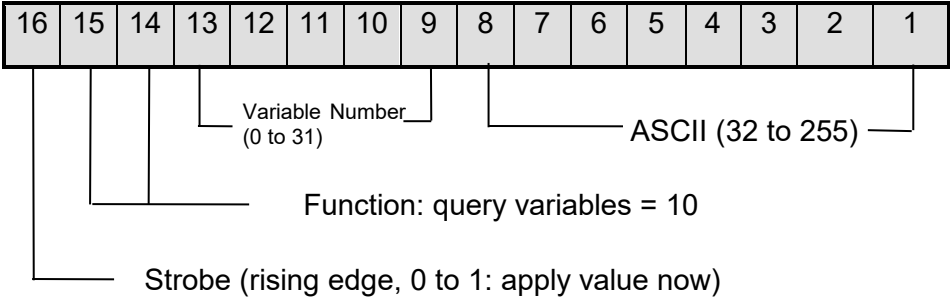 16 15 14 13 12 11 10 9 8 7 6 5 4 3 2 1
Variable Number
(0 to 31)
ASCII (32 to 255)
Function: query variables = 10
Strobe (rising edge, 0 to 1: apply value now)